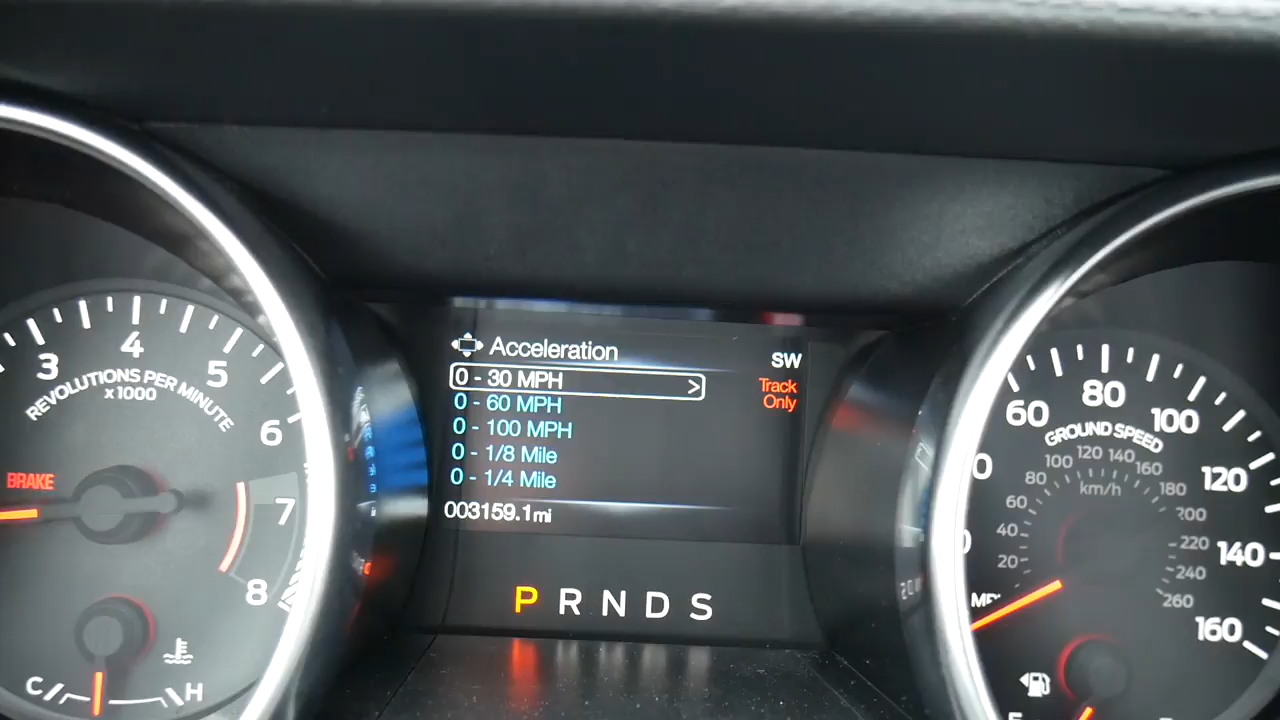 Acceleration
SW
Track
Only
0 - 30 MPH >
0 - 60 MPH
0 - 100 MPH
0 - 1/8 Mile
0 - 1/4 Mile
003159.1 mi
P R N D S
3 4 5 6 7 8
REVOLUTIONS PER MINUTE
x1000
BRAKE
C H
60 80 100 120 140 160
GROUND SPEED
20 40 60 80 100 120 140 160 180 200 220 240 260
km/h